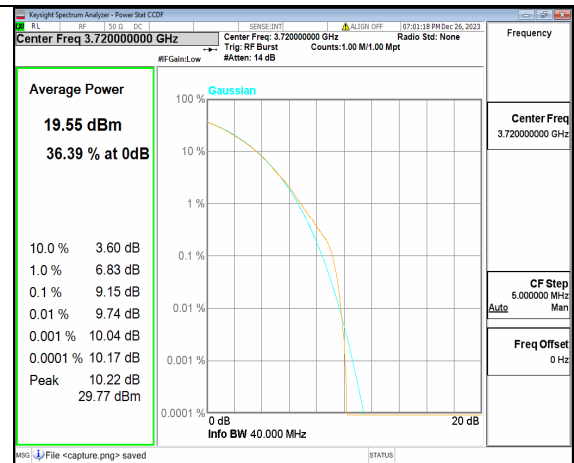 Keysight Spectrum Analyzer - Power Stat CCDF
RL RF 50 Ω DC SENSE:INT ALIGN OFF 07:01:18 PM Dec 26, 2023
Center Freq 3.720000000 GHz
Center Freq: 3.720000000 GHz Radio Std: None
Trig: RF Burst Counts:1.00 M/1.00 Mpt
#IFGain:Low #Atten: 14 dB
Frequency
Average Power
19.55 dBm
36.39 % at 0dB
10.0 % 3.60 dB
1.0 % 6.83 dB
0.1 % 9.15 dB
0.01 % 9.74 dB
0.001 % 10.04 dB
0.0001 % 10.17 dB
Peak 10.22 dB
29.77 dBm
Gaussian
100 %
10 %
1 %
0.1 %
0.01 %
0.001 %
0.0001 %
0 dB 20 dB
Info BW 40.000 MHz
Center Freq
3.720000000 GHz
CF Step
5.000000 MHz
Auto Man
Freq Offset
0 Hz
MSG File <capture.png> saved STATUS